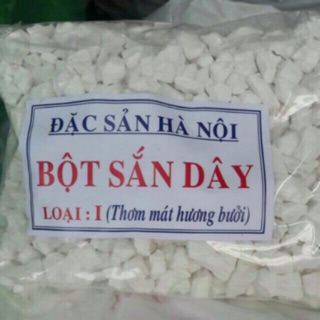 ĐẶC SẢN HÀ NỘI
BỘT SẮN DÂY
LOẠI : I (Thơm mát hương bưởi)